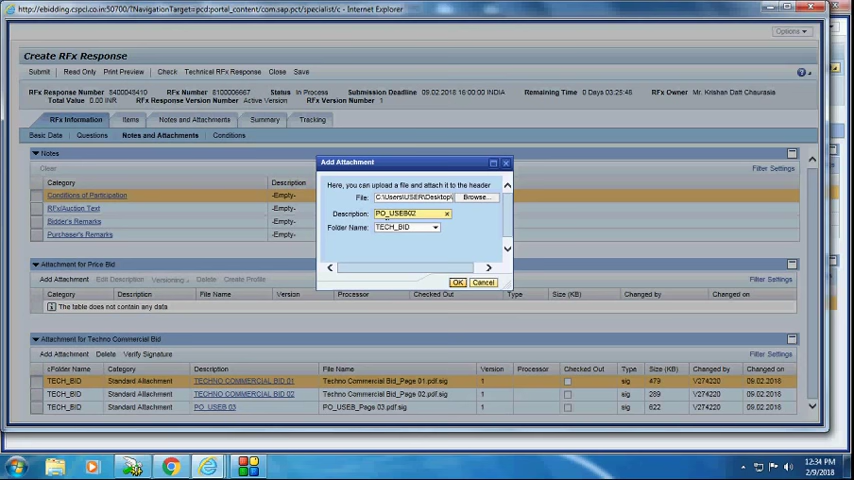 http://ebidding.cspcl.co.in:50700/TNavigationTarget=pcd:portal_content/com.sap.pct/specialist/c - Internet Explorer
Options
Create RFx Response
Submit Read Only Print Preview Check Technical RFx Response Close Save
RFx Response Number 8400048410 RFx Number 8100006667 Status In Process Submission Deadline 09.02.2018 16:00:00 INDIA Remaining Time 0 Days 03:25:46 RFx Owner Mr. Krishan Datt Chaurasia
Total Value 0.00 INR RFx Response Version Number Active Version RFx Version Number 1
RFx Information Items Notes and Attachments Summary Tracking
Basic Data Questions Notes and Attachments Conditions
Notes
Clear Filter Settings
Category Description
Conditions of Participation -Empty-
RFx/Auction Text -Empty-
Bidder's Remarks -Empty-
Purchaser's Remarks -Empty-
Add Attachment
Here, you can upload a file and attach it to the header
File: C:\Users\USER\Desktop\ Browse...
Description: PO_USEB02
Folder Name: TECH_BID
OK Cancel
Attachment for Price Bid
Add Attachment Edit Description Versioning Delete Create Profile Filter Settings
Category Description File Name Version Processor Checked Out Type Size (KB) Changed by Changed on
The table does not contain any data
Attachment for Techno Commercial Bid
Add Attachment Delete Verify Signature Filter Settings
cFolder Name Category Description File Name Version Processor Checked Out Type Size (KB) Changed by Changed on
TECH_BID Standard Attachment TECHNO COMMERCIAL BID 01 Techno Commercial Bid_Page 01.pdf.sig 1 sig 479 V274220 09.02.2018
TECH_BID Standard Attachment TECHNO COMMERCIAL BID 02 Techno Commercial Bid_Page 02.pdf.sig 1 sig 289 V274220 09.02.2018
TECH_BID Standard Attachment PO_USEB 03 PO_USEB_Page 03.pdf.sig 1 sig 622 V274220 09.02.2018
12:34 PM
2/9/2018